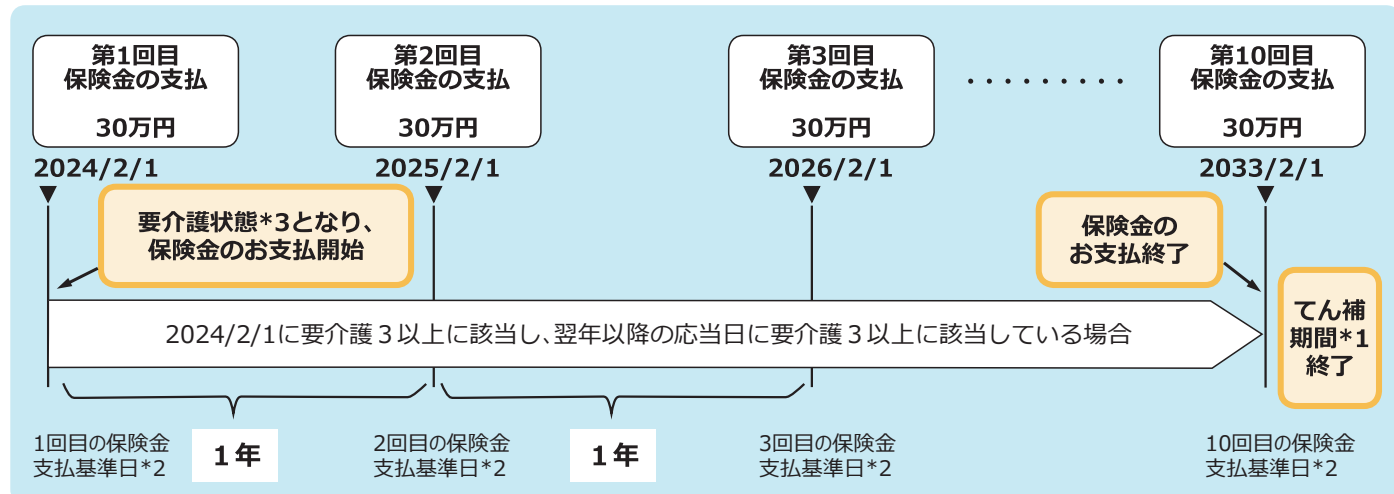 第1回目
保険金の支払
30万円
第2回目
保険金の支払
30万円
第3回目
保険金の支払
30万円
・・・・・・・・・
第10回目
保険金の支払
30万円
2024/2/1
2025/2/1
2026/2/1
2033/2/1
要介護状態*3となり、
保険金のお支払開始
保険金の
お支払終了
てん補
期間*1
終了
2024/2/1に要介護３以上に該当し、翌年以降の応当日に要介護３以上に該当している場合
1回目の保険金
支払基準日*2
１年
2回目の保険金
支払基準日*2
１年
3回目の保険金
支払基準日*2
10回目の保険金
支払基準日*2